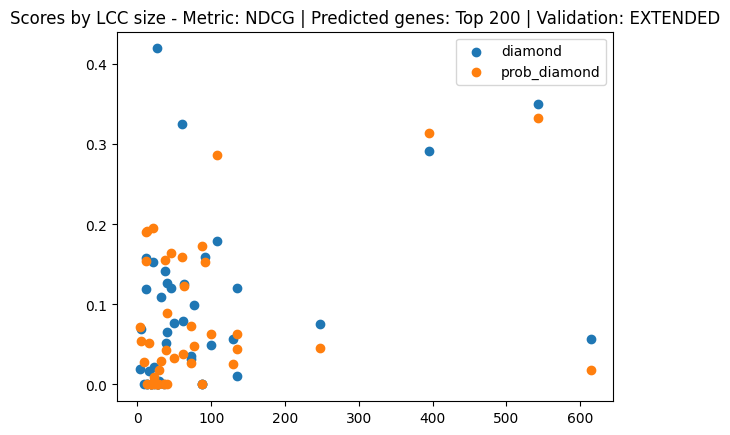 Scores by LCC size - Metric: NDCG | Predicted genes: Top 200 | Validation: EXTENDED
diamond
prob_diamond
0.4
0.3
0.2
0.1
0.0
0 100 200 300 400 500 600